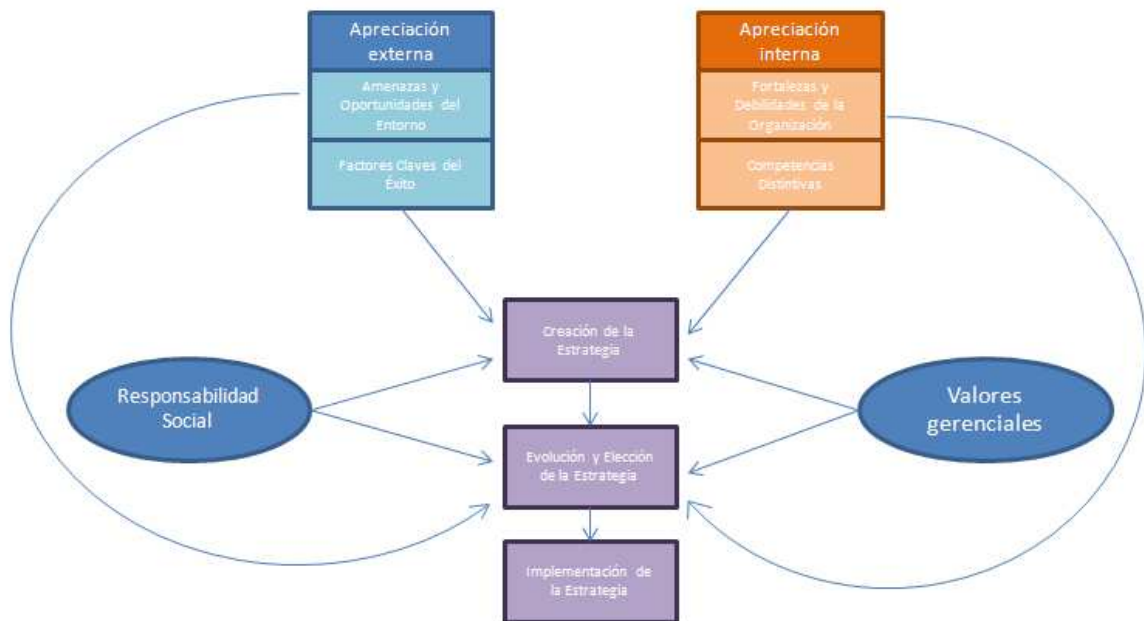 Apreciación
externa
Amenazas y
Oportunidades del
Entorno
Factores Claves del
Éxito
Apreciación
interna
Fortalezas y
Debilidades de la
Organización
Competencias
Distintivas
Creación de la
Estrategia
Responsabilidad
Social
Valores
gerenciales
Evolución y Elección
de la Estrategia
Implementación de
la Estrategia